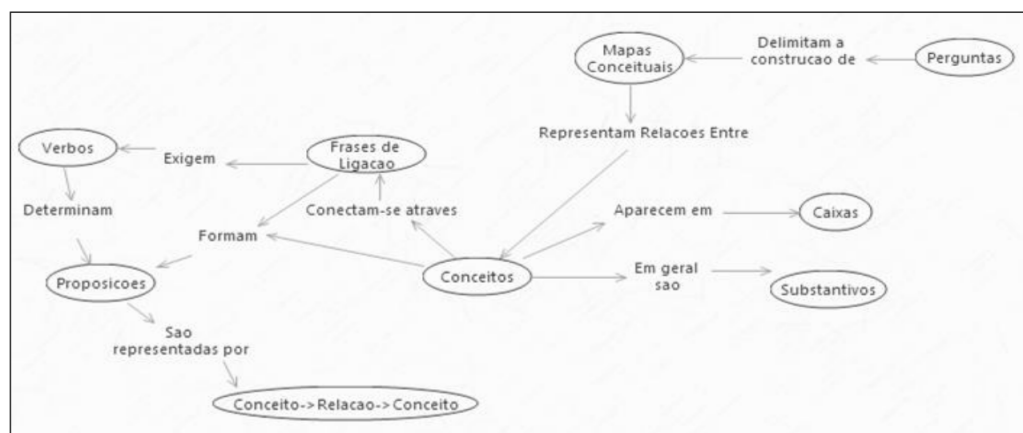 Mapas
Conceituais
Delimitam a
construcao de
Perguntas
Representam Relacoes Entre
Verbos
Exigem
Frases de
Ligacao
Determinam
Conectam-se atraves
Aparecem em
Caixas
Formam
Proposicoes
Conceitos
Em geral
sao
Substantivos
Sao
representadas por
Conceito->Relacao->Conceito